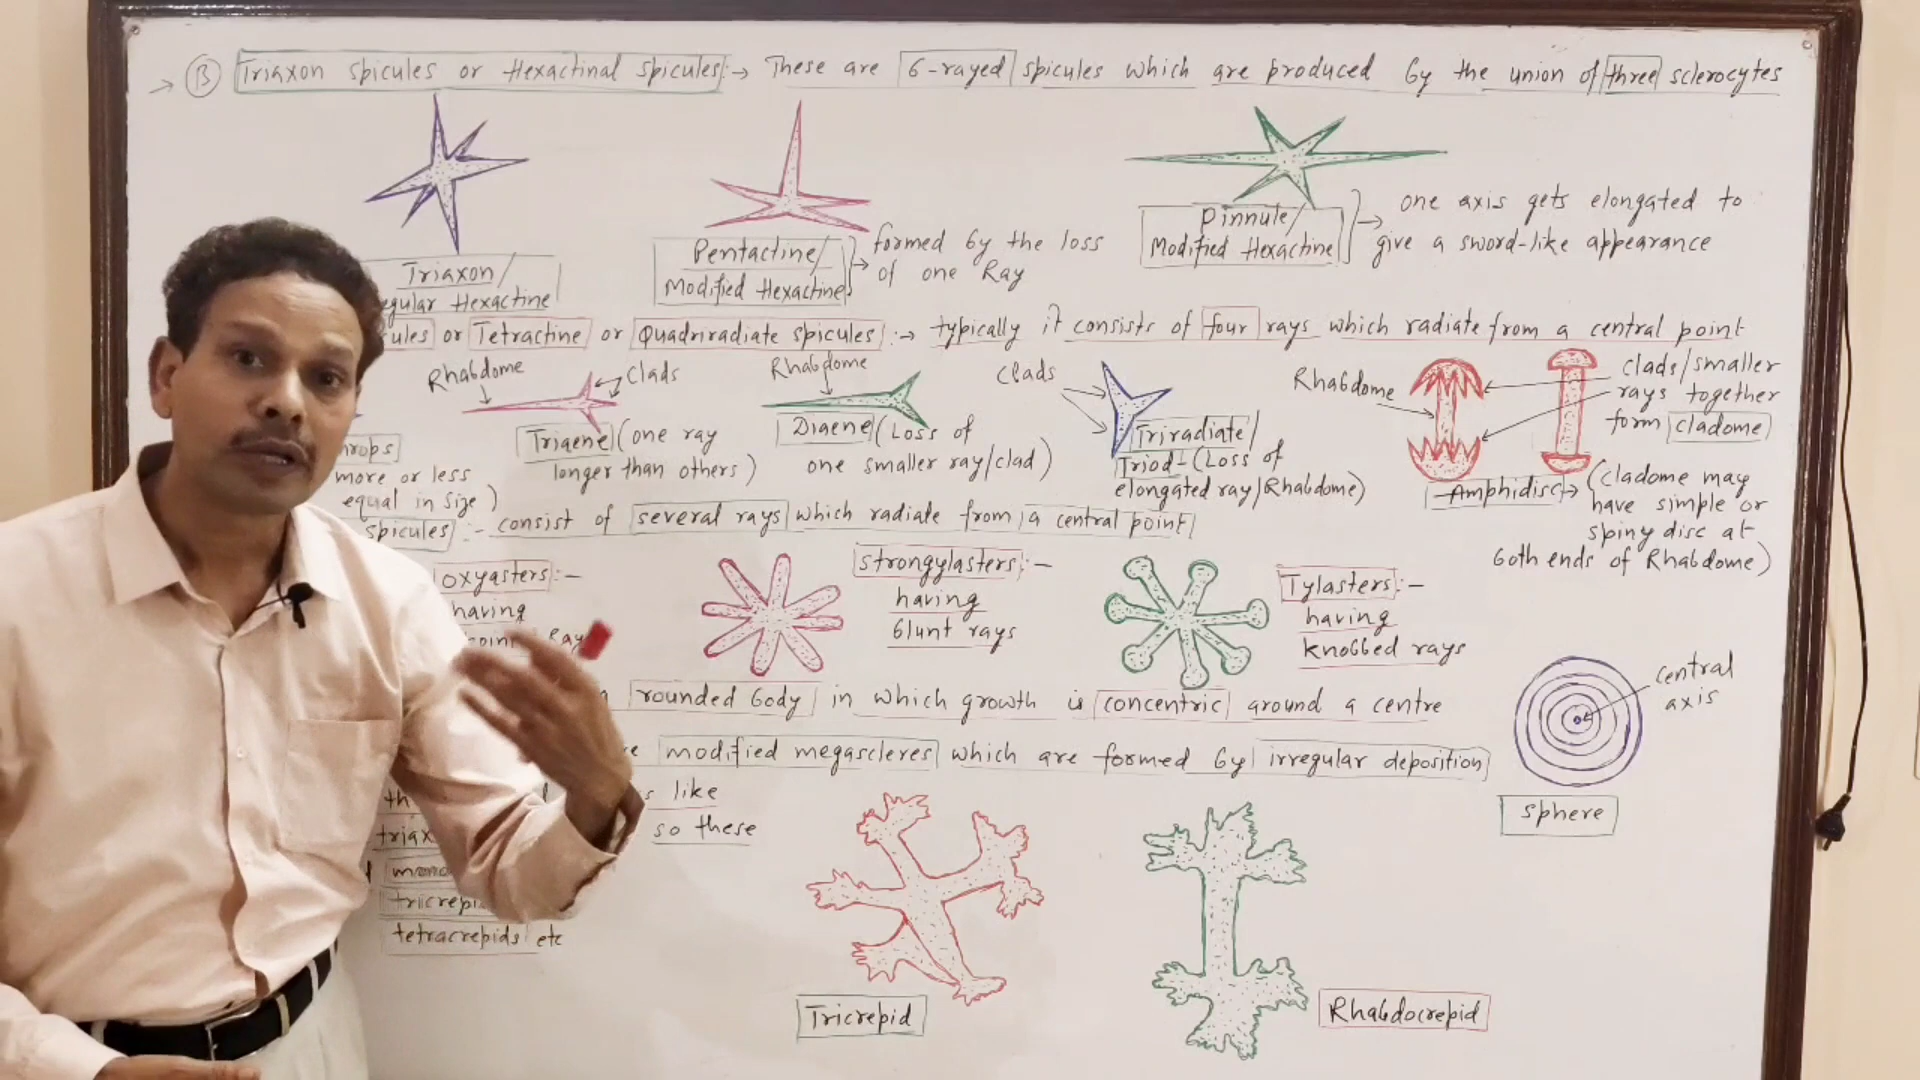 → B Triaxon spicules or Hexactinal spicules :→ These are 6-rayed spicules which are produced by the union of three sclerocytes
Triaxon/
egular Hexactine
Pentactine/
Modified Hexactine
→ formed by the loss
of one Ray
Pinnule/
Modified Hexactine
→ one axis gets elongated to
give a sword-like appearance
cules or Tetractine or Quadriradiate spicules :→ typically it consists of four rays which radiate from a central point
hrops
more or less
equal in size)
Rhabdome
Clads
Triaene (one ray
longer than others)
Rhabdome
Diaene (Loss of
one smaller ray/clad)
Clads
Triradiate/
Triod-(Loss of
elongated ray/Rhabdome)
Rhabdome
clads/smaller
rays together
form cladome
Amphidisc→ (Cladome may
have simple or
spiny disc at
both ends of Rhabdome)
spicules :- consist of several rays which radiate from a central point
oxyasters:-
having
strongylasters:-
having
blunt rays
Tylasters:-
having
knobbed rays
rounded body in which growth is concentric around a centre
central
axis
sphere
modified megascleres which are formed by irregular deposition
like
so these
triax
mono
tricrepi
tetracrepids etc
Tricrepid
Rhabdocrepid